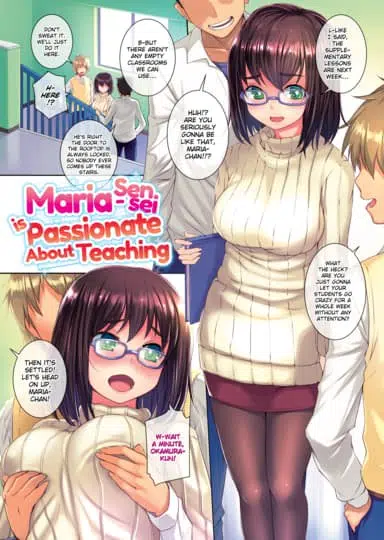 DON'T
SWEAT IT.
WE'LL
JUST DO
IT HERE.
H-
HERE
!?
B-BUT
THERE AREN'T
ANY EMPTY
CLASSROOMS
WE CAN
USE...
L-LIKE
I SAID,
THE
SUPPLE-
MENTARY
LESSONS
ARE NEXT
WEEK...
HUH!?
ARE YOU
SERIOUSLY
GONNA BE
LIKE THAT,
MARIA-
CHAN!?
HE'S RIGHT.
THE DOOR
TO THE
ROOFTOP IS
ALWAYS LOCKED,
SO NOBODY
EVER COMES
UP THESE
STAIRS.
Maria-Sensei
is Passionate
About Teaching
WHAT
THE HECK?
ARE YOU
JUST GONNA
LET YOUR
STUDENTS GO
CRAZY FOR A
WHOLE WEEK
WITHOUT ANY
ATTENTION?
THEN IT'S
SETTLED!
LET'S HEAD
ON UP,
MARIA-
CHAN!
W-WAIT
A MINUTE,
OKAMURA-
KUN!